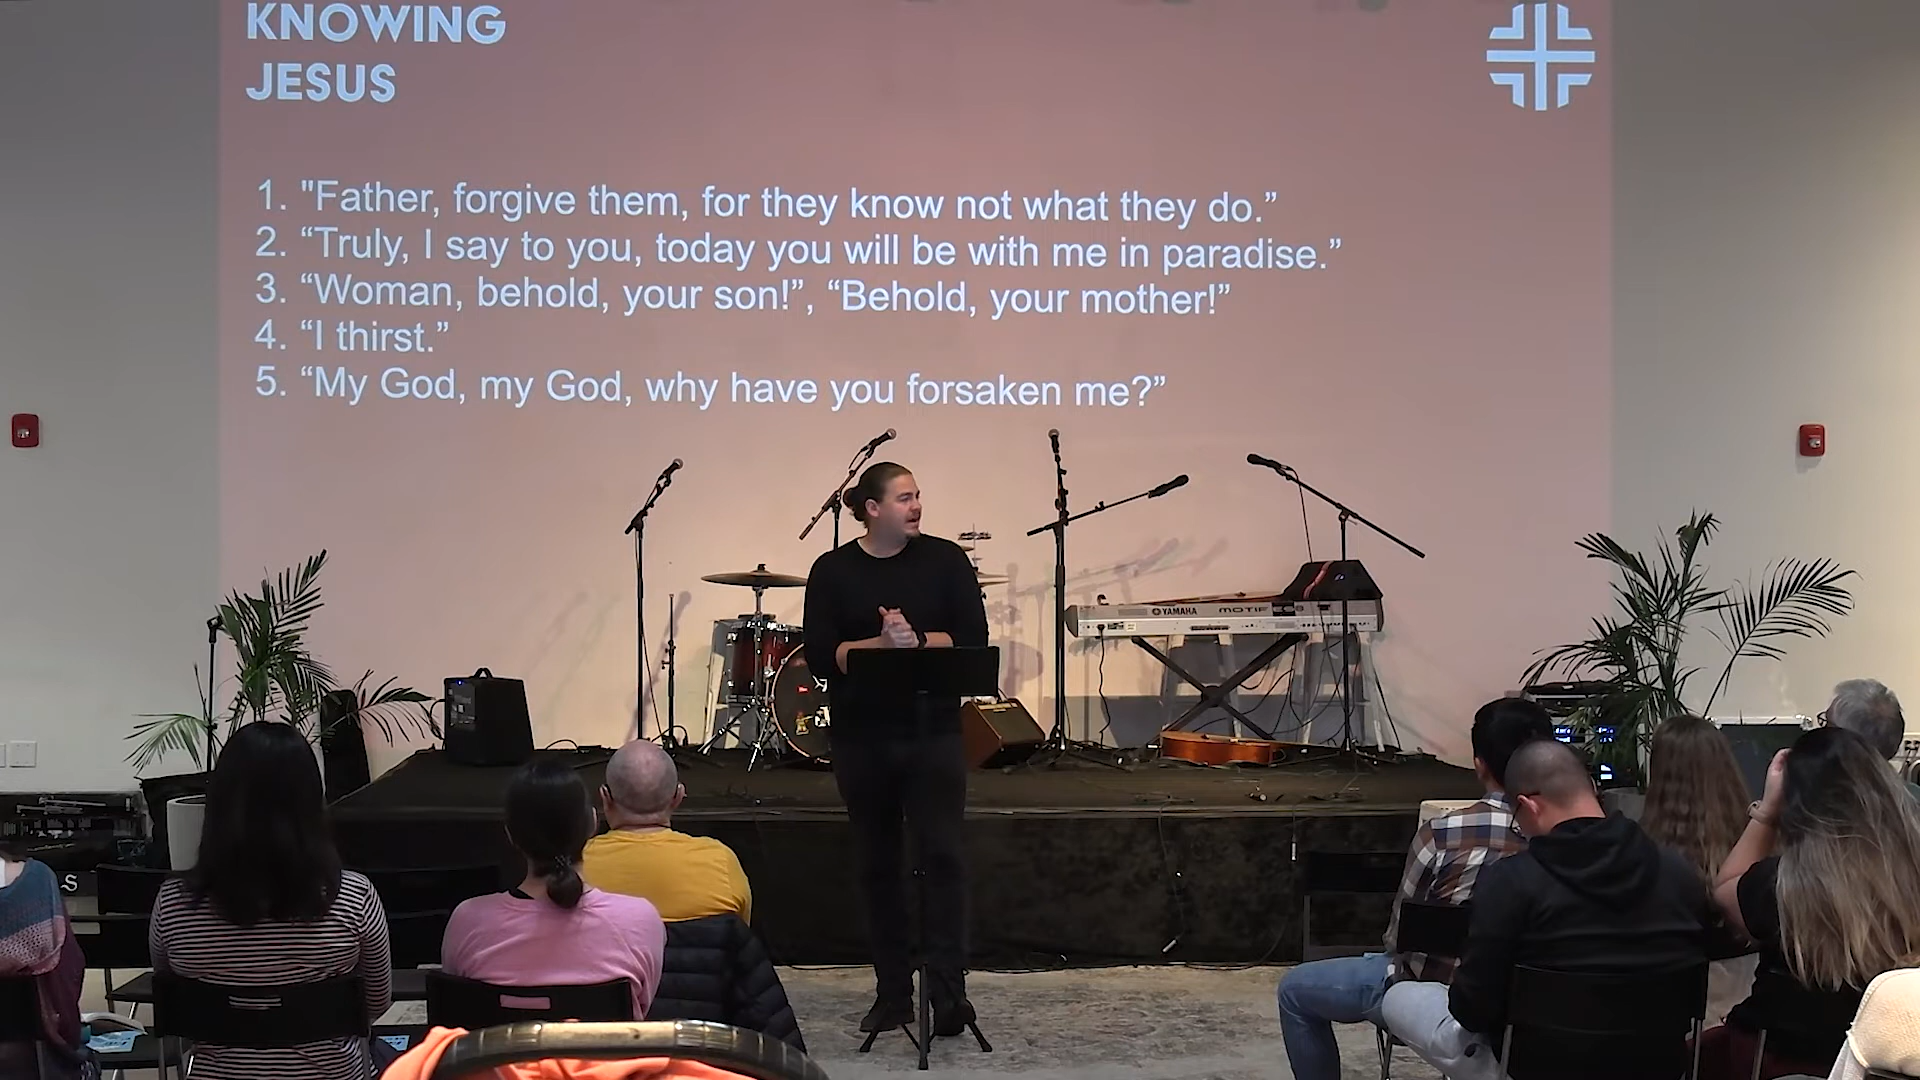 KNOWING
JESUS
1. "Father, forgive them, for they know not what they do.”
2. “Truly, I say to you, today you will be with me in paradise.”
3. “Woman, behold, your son!”, “Behold, your mother!”
4. “I thirst.”
5. “My God, my God, why have you forsaken me?”
YAMAHA MOTIF ES8